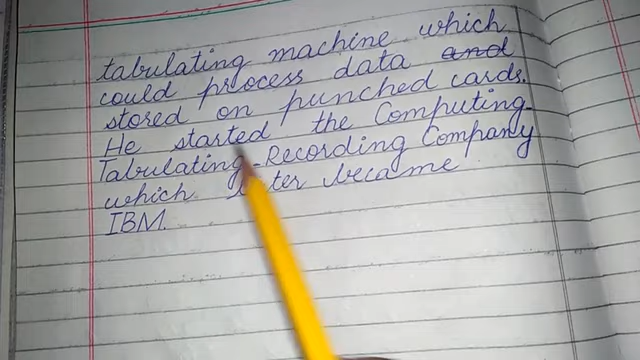 tabulating machine which
could process data and
stored on punched cards.
He started the Computing-
Tabulating-Recording Company
which later became
IBM.